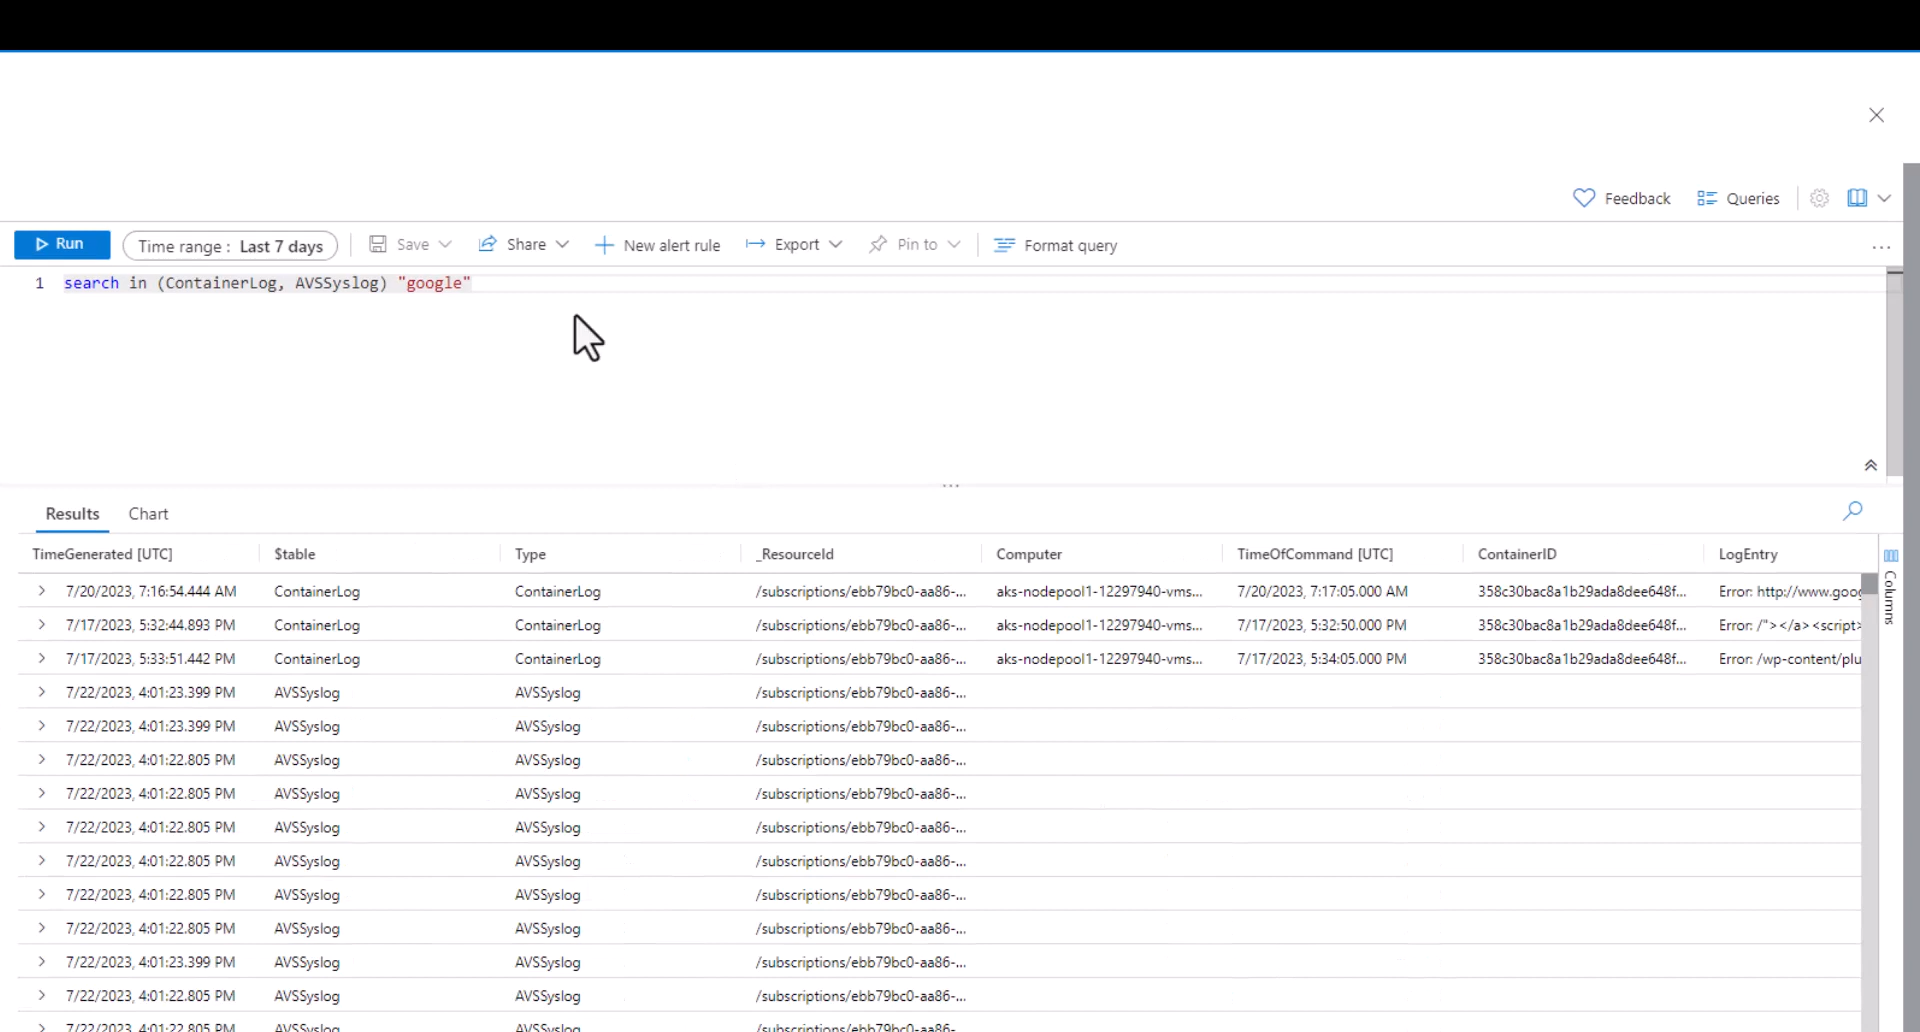 Feedback Queries
Run Time range : Last 7 days Save Share New alert rule Export Pin to Format query ...
1 search in (ContainerLog, AVSSyslog) "google"
...
Results Chart
TimeGenerated [UTC] $table Type _ResourceId Computer TimeOfCommand [UTC] ContainerID LogEntry
7/20/2023, 7:16:54.444 AM ContainerLog ContainerLog /subscriptions/ebb79bc0-aa86-... aks-nodepool1-12297940-vms... 7/20/2023, 7:17:05.000 AM 358c30bac8a1b29ada8dee648f... Error: http://www.goog
7/17/2023, 5:32:44.893 PM ContainerLog ContainerLog /subscriptions/ebb79bc0-aa86-... aks-nodepool1-12297940-vms... 7/17/2023, 5:32:50.000 PM 358c30bac8a1b29ada8dee648f... Error: /"></a><script>
7/17/2023, 5:33:51.442 PM ContainerLog ContainerLog /subscriptions/ebb79bc0-aa86-... aks-nodepool1-12297940-vms... 7/17/2023, 5:34:05.000 PM 358c30bac8a1b29ada8dee648f... Error: /wp-content/plu
7/22/2023, 4:01:23.399 PM AVSSyslog AVSSyslog /subscriptions/ebb79bc0-aa86-...
7/22/2023, 4:01:23.399 PM AVSSyslog AVSSyslog /subscriptions/ebb79bc0-aa86-...
7/22/2023, 4:01:22.805 PM AVSSyslog AVSSyslog /subscriptions/ebb79bc0-aa86-...
7/22/2023, 4:01:22.805 PM AVSSyslog AVSSyslog /subscriptions/ebb79bc0-aa86-...
7/22/2023, 4:01:22.805 PM AVSSyslog AVSSyslog /subscriptions/ebb79bc0-aa86-...
7/22/2023, 4:01:22.805 PM AVSSyslog AVSSyslog /subscriptions/ebb79bc0-aa86-...
7/22/2023, 4:01:22.805 PM AVSSyslog AVSSyslog /subscriptions/ebb79bc0-aa86-...
7/22/2023, 4:01:22.805 PM AVSSyslog AVSSyslog /subscriptions/ebb79bc0-aa86-...
7/22/2023, 4:01:23.399 PM AVSSyslog AVSSyslog /subscriptions/ebb79bc0-aa86-...
7/22/2023, 4:01:22.805 PM AVSSyslog AVSSyslog /subscriptions/ebb79bc0-aa86-...
7/22/2023, 4:01:22.805 PM AVSSyslog AVSSyslog /subscriptions/ebb79bc0-aa86-
Columns